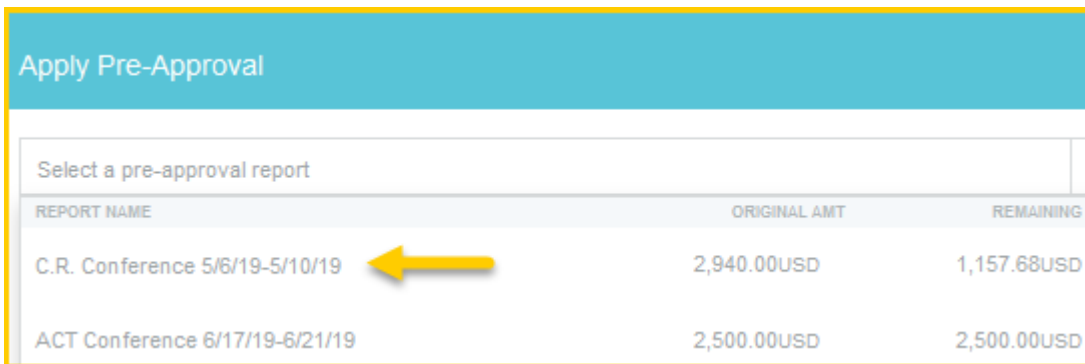 Apply Pre-Approval
Select a pre-approval report
REPORT NAME ORIGINAL AMT REMAINING
C.R. Conference 5/6/19-5/10/19 2,940.00USD 1,157.68USD
ACT Conference 6/17/19-6/21/19 2,500.00USD 2,500.00USD